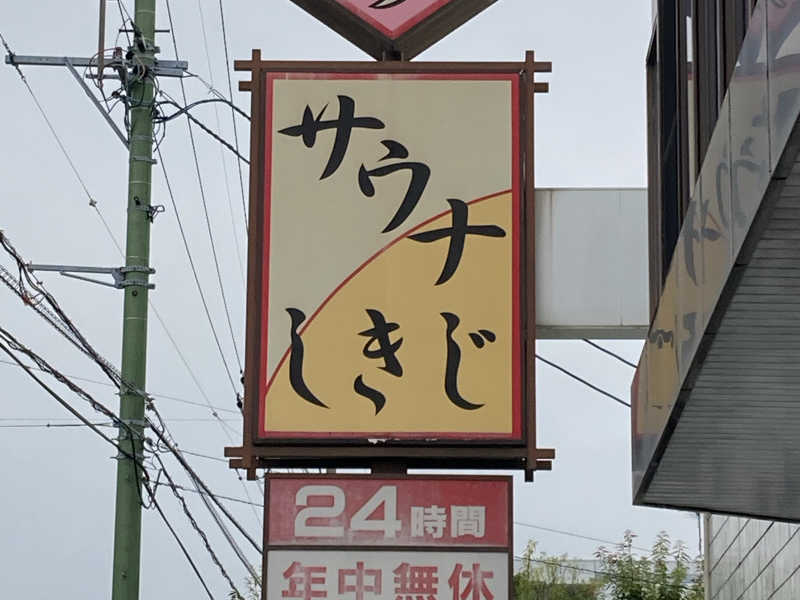 サウナ
しきじ
24時間
年中無休